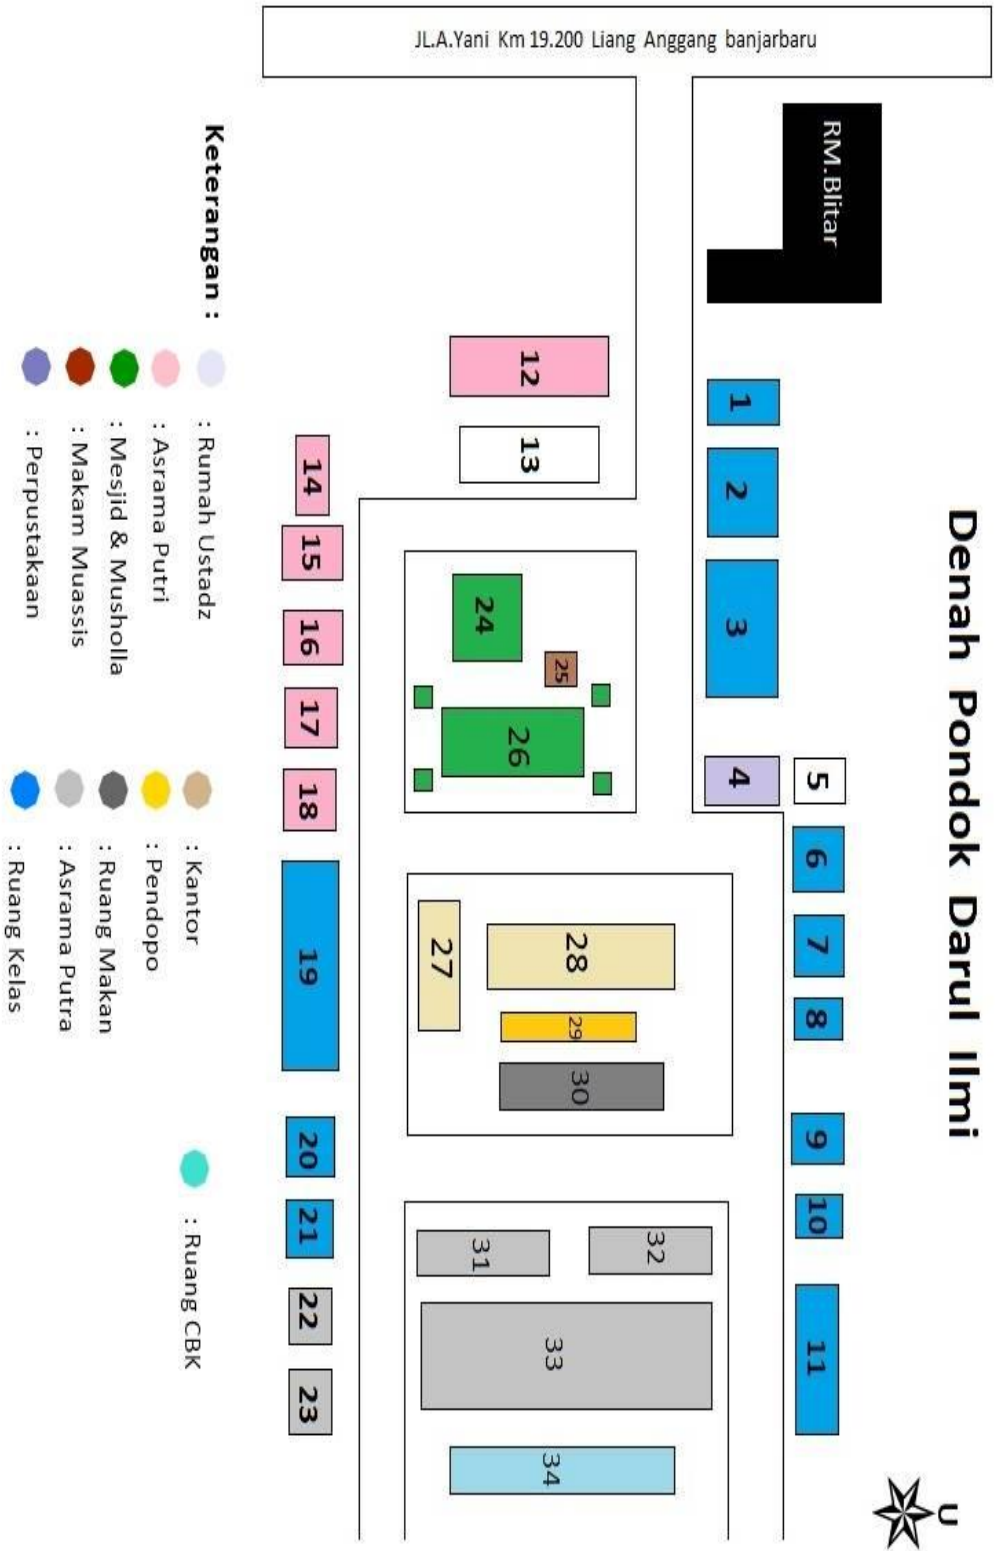 Denah Pondok Darul Ilmi
U
JL.A.Yani Km 19.200 Liang Anggang banjarbaru
RM.Blitar
1
2
3
4
5
6
7
8
9
10
11
12
13
14
15
16
17
18
19
20
21
22
23
24
25
26
27
28
29
30
31
32
33
34
Keterangan :
: Rumah Ustadz
: Asrama Putri
: Mesjid & Musholla
: Makam Muassis
: Perpustakaan
: Kantor
: Pendopo
: Ruang Makan
: Asrama Putra
: Ruang Kelas
: Ruang CBK